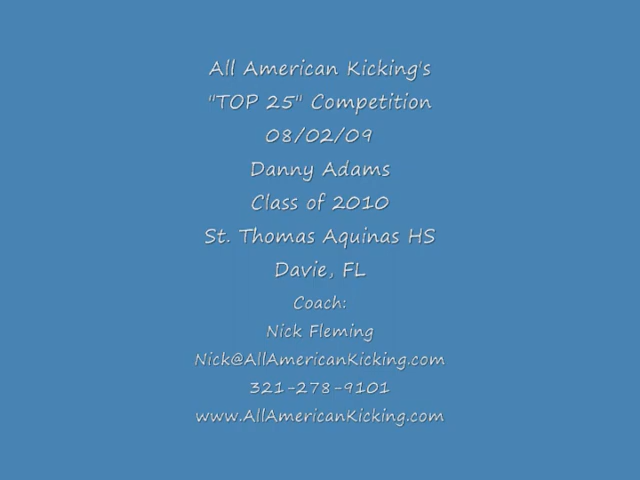 All American Kicking's
"TOP 25" Competition
08/02/09
Danny Adams
Class of 2010
St. Thomas Aquinas HS
Davie, FL
Coach:
Nick Fleming
Nick@AllAmericanKicking.com
321-278-9101
www.AllAmericanKicking.com